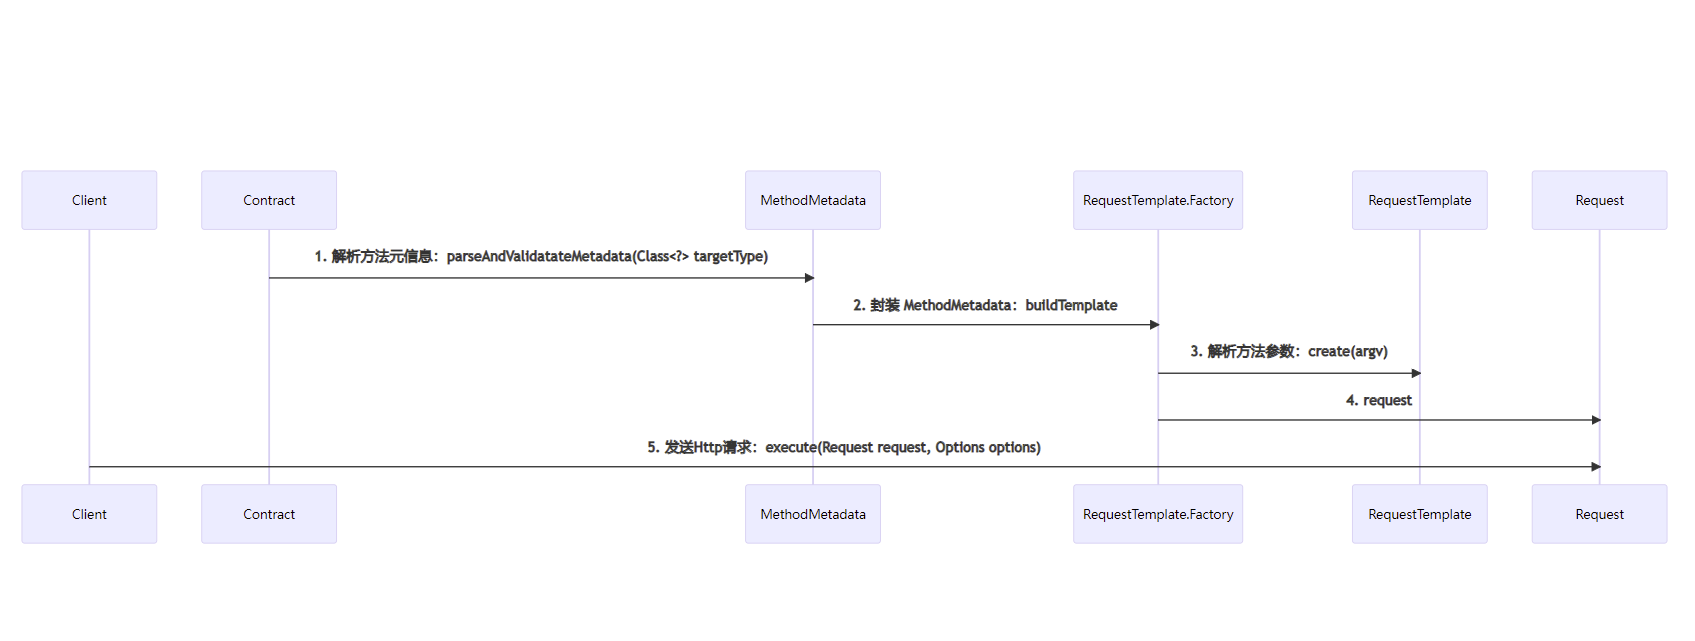 Client
Contract
MethodMetadata
RequestTemplate.Factory
RequestTemplate
Request
1. 解析方法元信息：parseAndValidatateMetadata(Class<?> targetType)
2. 封装 MethodMetadata：buildTemplate
3. 解析方法参数：create(argv)
4. request
5. 发送Http请求：execute(Request request, Options options)
Client
Contract
MethodMetadata
RequestTemplate.Factory
RequestTemplate
Request